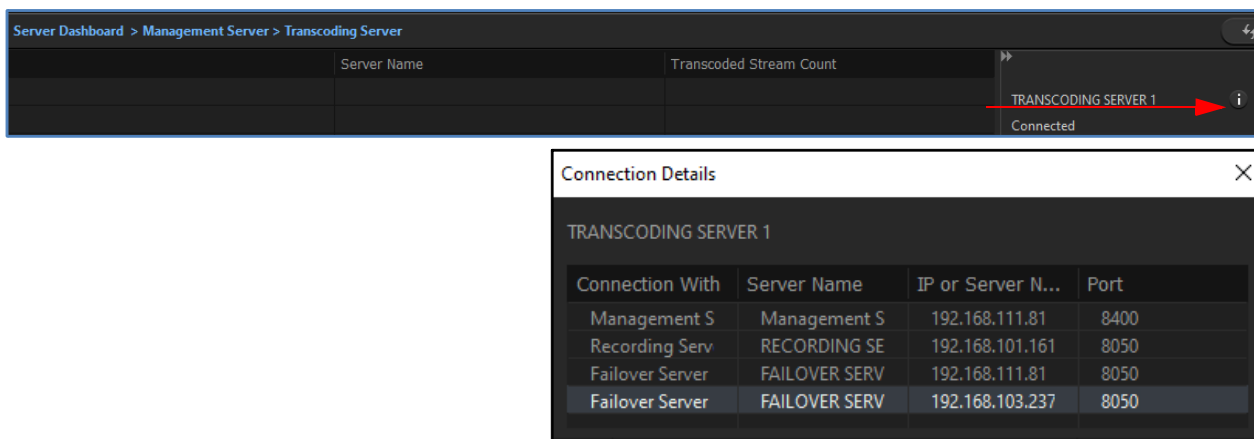 Server Dashboard > Management Server > Transcoding Server
Server Name Transcoded Stream Count
TRANSCODING SERVER 1
Connected
Connection Details
TRANSCODING SERVER 1
Connection With Server Name IP or Server N... Port
Management S Management S 192.168.111.81 8400
Recording Serv RECORDING SE 192.168.101.161 8050
Failover Server FAILOVER SERV 192.168.111.81 8050
Failover Server FAILOVER SERV 192.168.103.237 8050